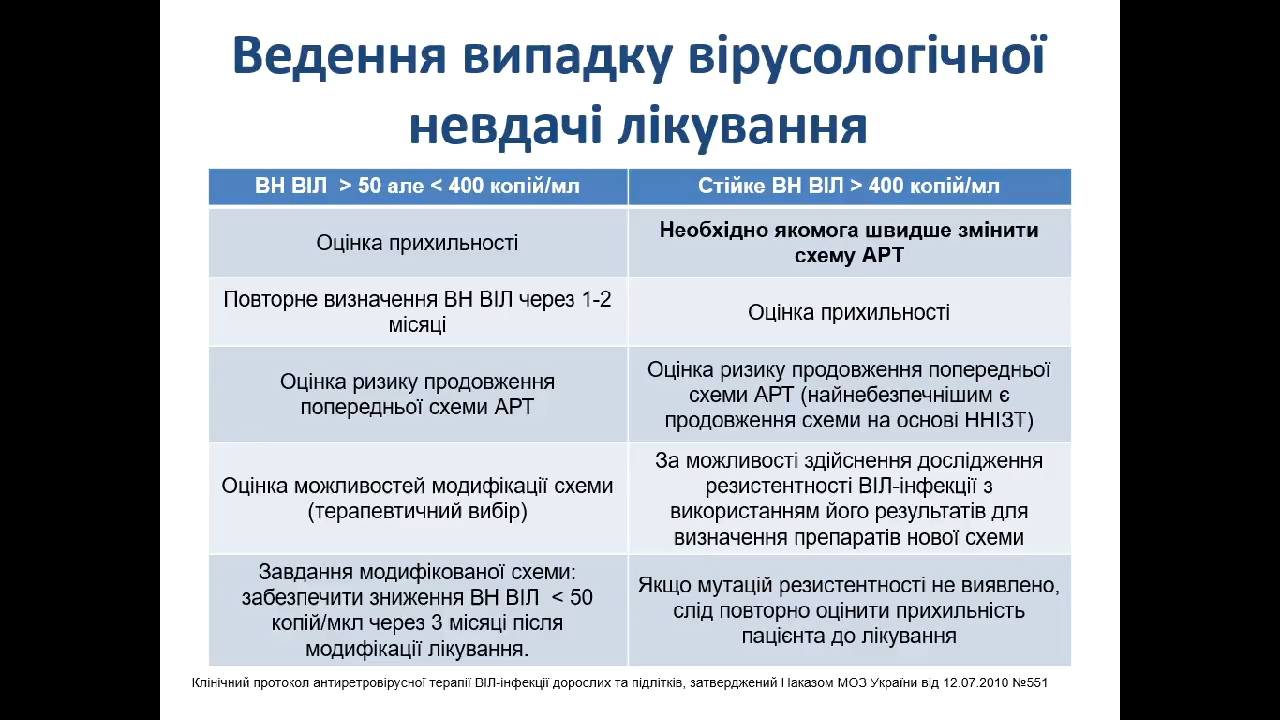 Ведення випадку вірусологічної
невдачі лікування
ВН ВІЛ > 50 але < 400 копій/мл
Стійке ВН ВІЛ > 400 копій/мл
Оцінка прихильності
Необхідно якомога швидше змінити
схему АРТ
Повторне визначення ВН ВІЛ через 1-2
місяці
Оцінка прихильності
Оцінка ризику продовження
попередньої схеми АРТ
Оцінка ризику продовження попередньої
схеми АРТ (найнебезпечнішим є
продовження схеми на основі ННІЗТ)
Оцінка можливостей модифікації схеми
(терапевтичний вибір)
За можливості здійснення дослідження
резистентності ВІЛ-інфекції з
використанням його результатів для
визначення препаратів нової схеми
Завдання модифікованої схеми:
забезпечити зниження ВН ВІЛ < 50
копій/мкл через 3 місяці після
модифікації лікування.
Якщо мутацій резистентності не виявлено,
слід повторно оцінити прихильність
пацієнта до лікування
Клінічний протокол антиретровірусної терапії ВІЛ-інфекції дорослих та підлітків, затверджений Наказом МОЗ України від 12.07.2010 №551